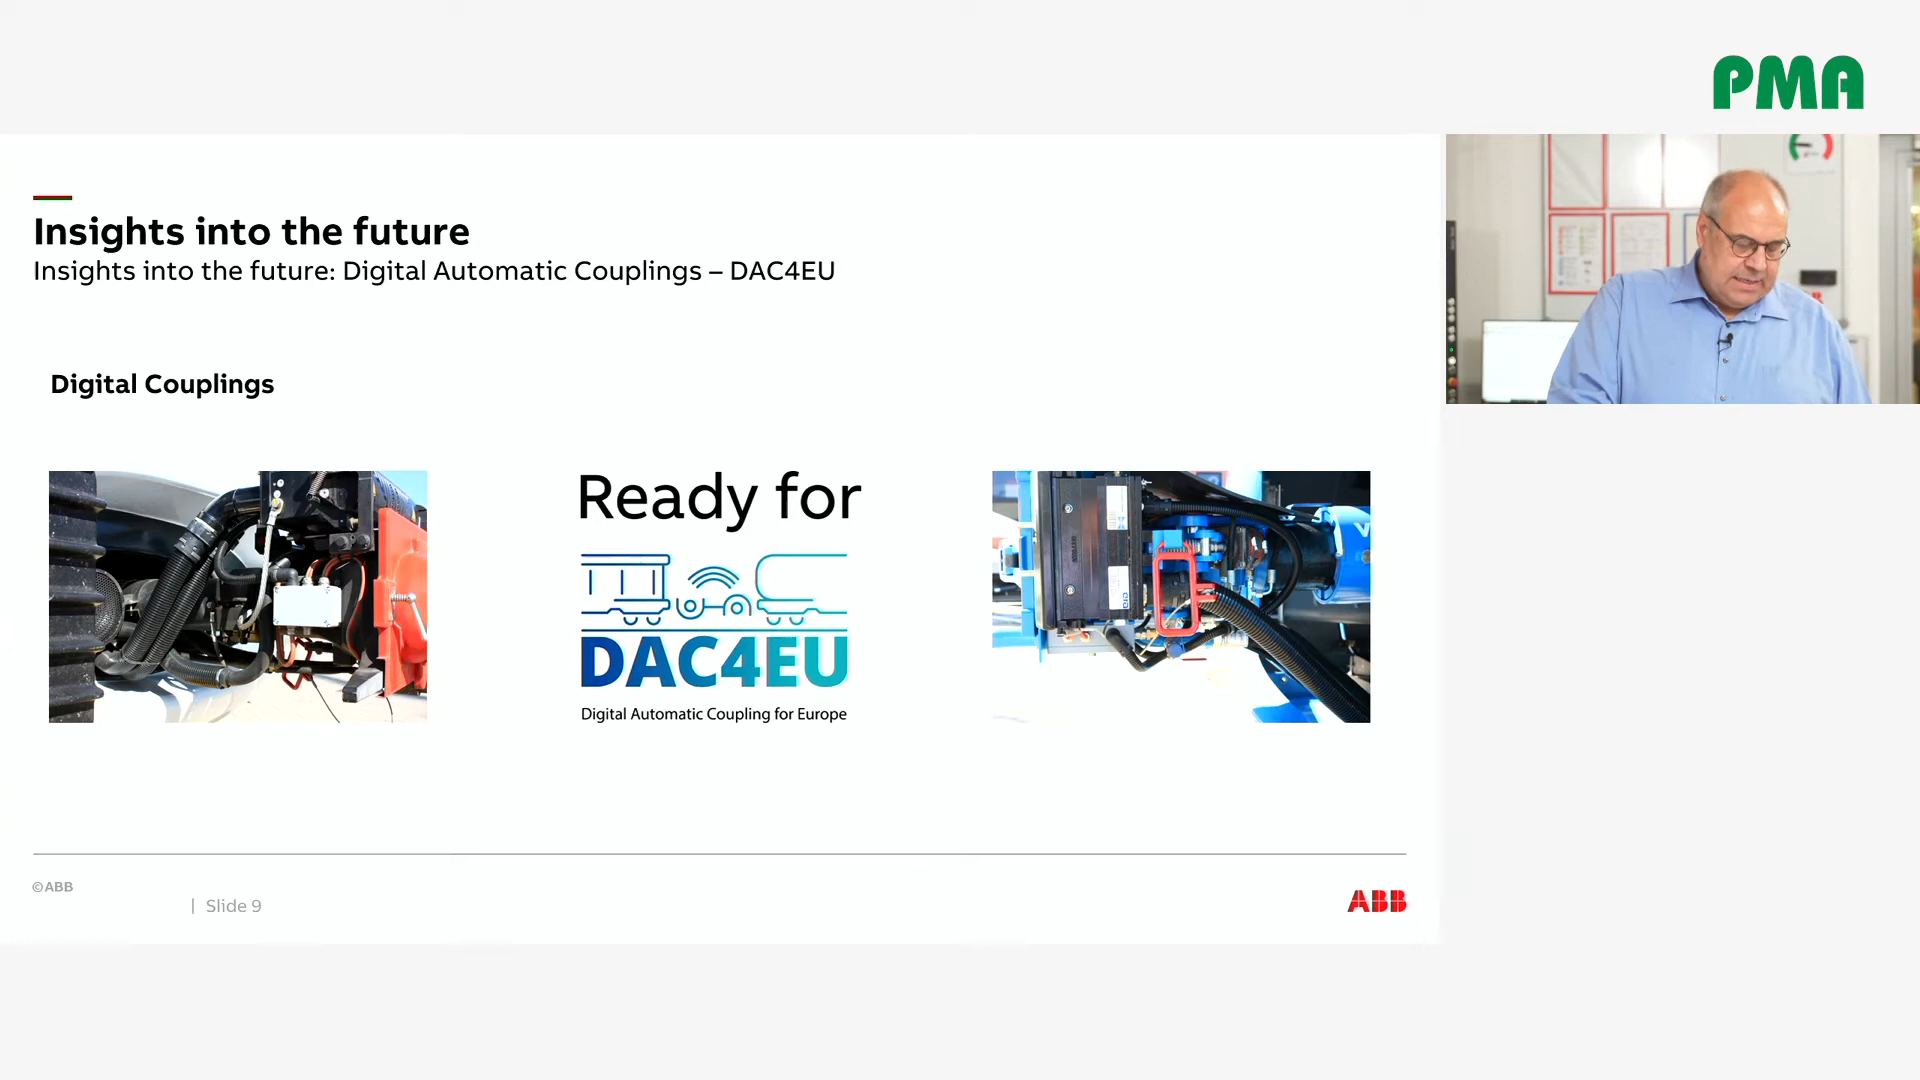 PMA
Insights into the future
Insights into the future: Digital Automatic Couplings – DAC4EU
Digital Couplings
Ready for
DAC4EU
Digital Automatic Coupling for Europe
©ABB
| Slide 9
ABB